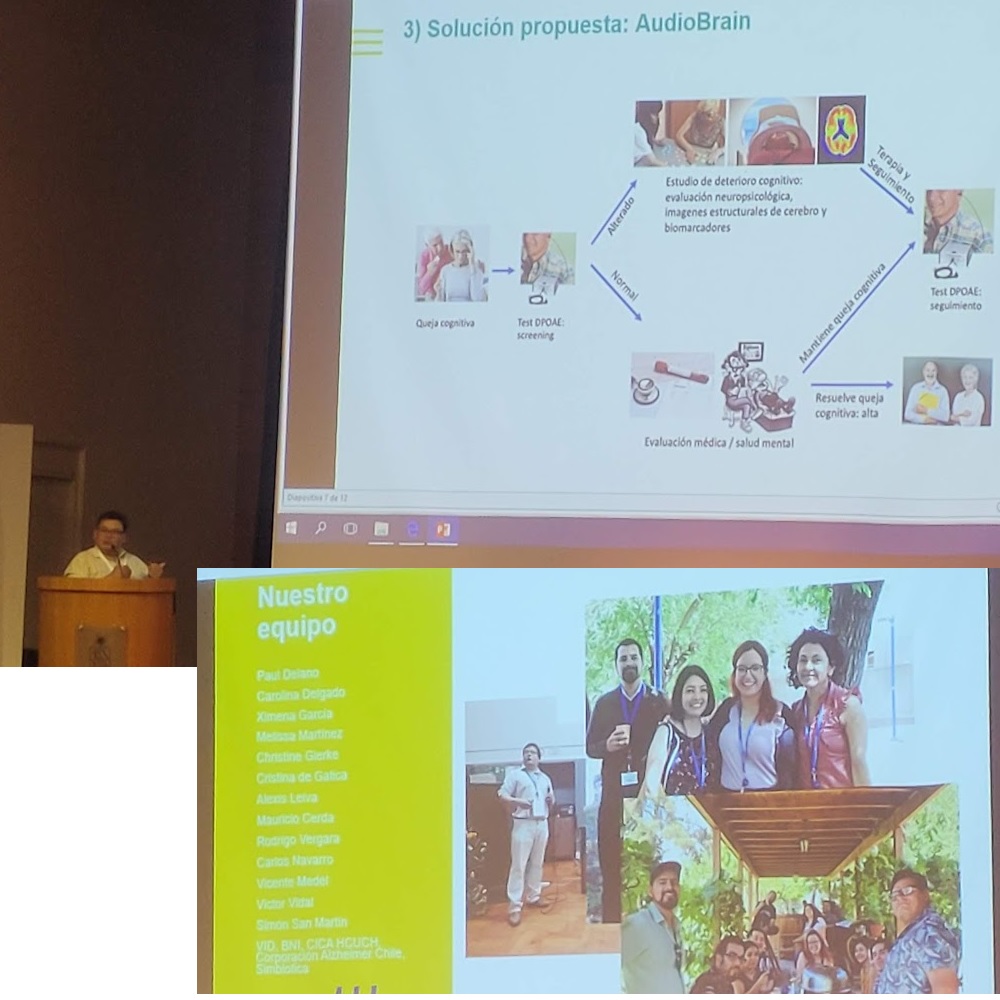 3) Solución propuesta: AudioBrain
Queja cognitiva
Test DPOAE:
screening
Alterado
Normal
Estudio de deterioro cognitivo:
evaluación neuropsicológica,
imagenes estructurales de cerebro y
biomarcadores
Terapia y
Seguimiento
Test DPOAE:
seguimiento
Evaluación médica / salud mental
Mantiene queja cognitiva
Resuelve queja
cognitiva: alta
Diapositiva 7 de 12
Nuestro
equipo
Paul Delano
Carolina Delgado
Ximena García
Melissa Martínez
Christine Gierke
Cristina de Gatica
Alexis Leiva
Mauricio Cerda
Rodrigo Vergara
Carlos Navarro
Vicente Medel
Victor Vidal
Simón San Martín
VID, BNI, CICA HCUCH,
Corporación Alzheimer Chile,
Simbiotica